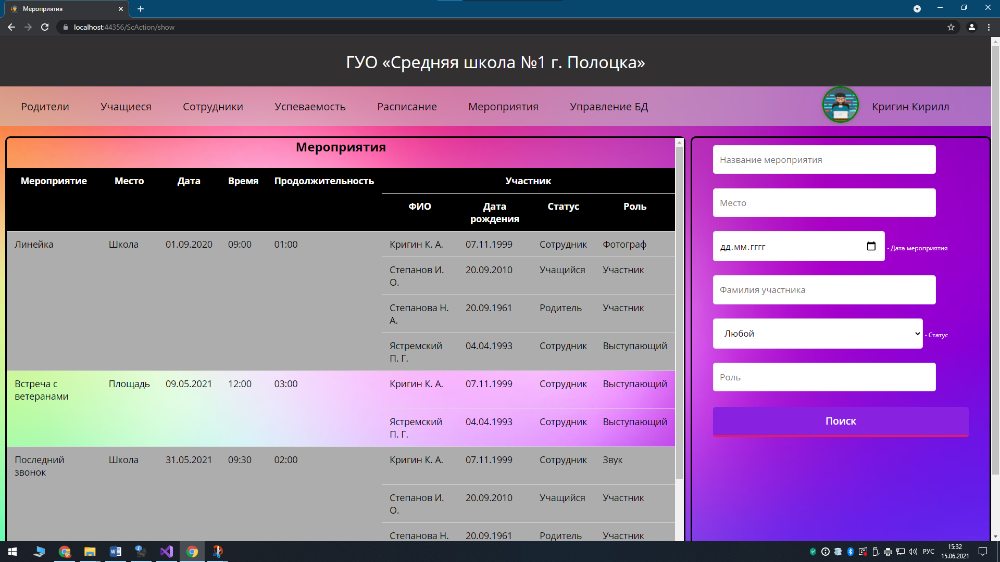 Мероприятия
localhost:44356/ScAction/show
ГУО «Средняя школа №1 г. Полоцка»
Родители Учащиеся Сотрудники Успеваемость Расписание Мероприятия Управление БД Кригин Кирилл
Мероприятия
Мероприятие Место Дата Время Продолжительность Участник
ФИО Дата рождения Статус Роль
Линейка Школа 01.09.2020 09:00 01:00 Кригин К. А. 07.11.1999 Сотрудник Фотограф
Степанов И. О. 20.09.2010 Учащийся Участник
Степанова Н. А. 20.09.1961 Родитель Участник
Ястремский П. Г. 04.04.1993 Сотрудник Выступающий
Встреча с ветеранами Площадь 09.05.2021 12:00 03:00 Кригин К. А. 07.11.1999 Сотрудник Выступающий
Ястремский П. Г. 04.04.1993 Сотрудник Выступающий
Последний звонок Школа 31.05.2021 09:30 02:00 Кригин К. А. 07.11.1999 Сотрудник Звук
Степанов И. О. 20.09.2010 Учащийся Участник
Степанова Н. 20.09.1961 Родитель Участник
Название мероприятия
Место
дд.мм.гггг - Дата мероприятия
Фамилия участника
Любой - Статус
Роль
Поиск
РУС
15:32
15.06.2021